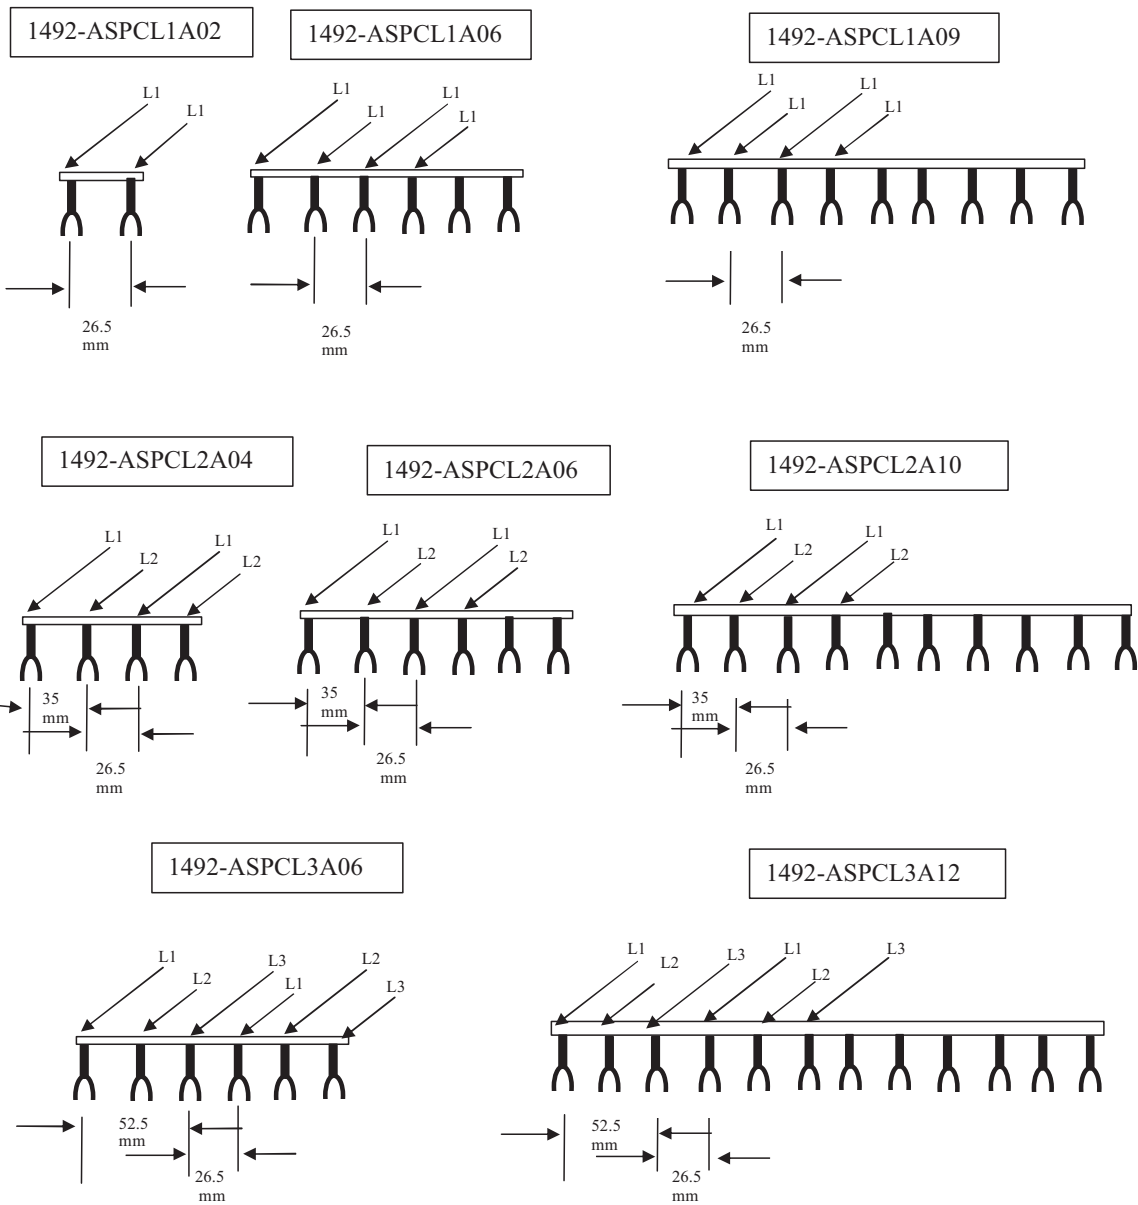 1492-ASPCL1A02
L1
L1
26.5
mm
1492-ASPCL1A06
L1
L1
L1
L1
26.5
mm
1492-ASPCL1A09
L1
L1
L1
L1
26.5
mm
1492-ASPCL2A04
L1
L2
L1
L2
35
mm
26.5
mm
1492-ASPCL2A06
L1
L2
L1
L2
35
mm
26.5
mm
1492-ASPCL2A10
L1
L2
L1
L2
35
mm
26.5
mm
1492-ASPCL3A06
L1
L2
L3
L1
L2
L3
52.5
mm
26.5
mm
1492-ASPCL3A12
L1
L2
L3
L1
L2
L3
52.5
mm
26.5
mm